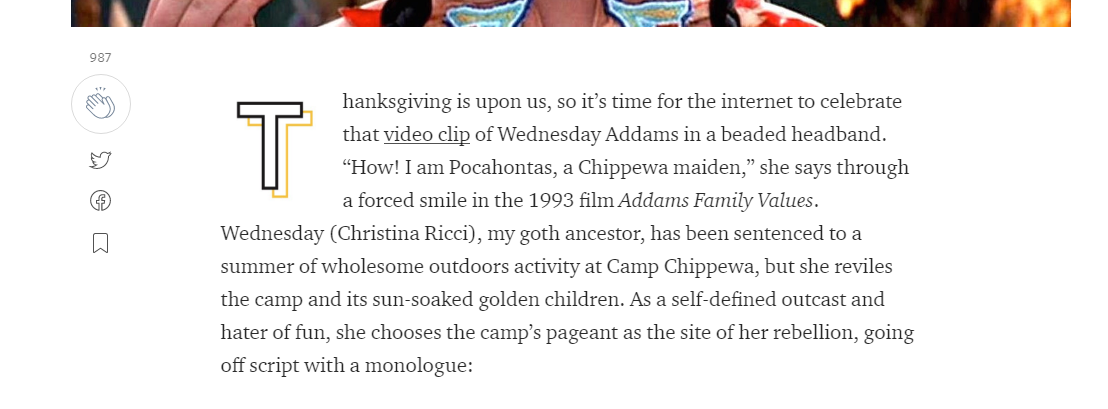 987
Thanksgiving is upon us, so it’s time for the internet to celebrate
that video clip of Wednesday Addams in a beaded headband.
“How! I am Pocahontas, a Chippewa maiden,” she says through
a forced smile in the 1993 film Addams Family Values.
Wednesday (Christina Ricci), my goth ancestor, has been sentenced to a
summer of wholesome outdoors activity at Camp Chippewa, but she reviles
the camp and its sun-soaked golden children. As a self-defined outcast and
hater of fun, she chooses the camp’s pageant as the site of her rebellion, going
off script with a monologue: